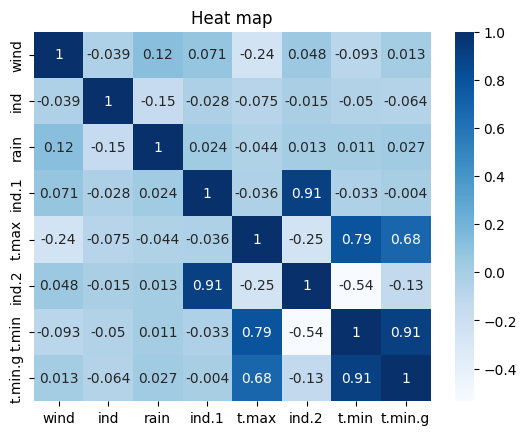 Heat map
wind 1 -0.039 0.12 0.071 -0.24 0.048 -0.093 0.013
ind -0.039 1 -0.15 -0.028 -0.075 -0.015 -0.05 -0.064
rain 0.12 -0.15 1 0.024 -0.044 0.013 0.011 0.027
ind.1 0.071 -0.028 0.024 1 -0.036 0.91 -0.033 -0.004
t.max -0.24 -0.075 -0.044 -0.036 1 -0.25 0.79 0.68
ind.2 0.048 -0.015 0.013 0.91 -0.25 1 -0.54 -0.13
t.min -0.093 -0.05 0.011 -0.033 0.79 -0.54 1 0.91
t.min.g 0.013 -0.064 0.027 -0.004 0.68 -0.13 0.91 1
wind ind rain ind.1 t.max ind.2 t.min t.min.g
1.0
0.8
0.6
0.4
0.2
0.0
−0.2
−0.4